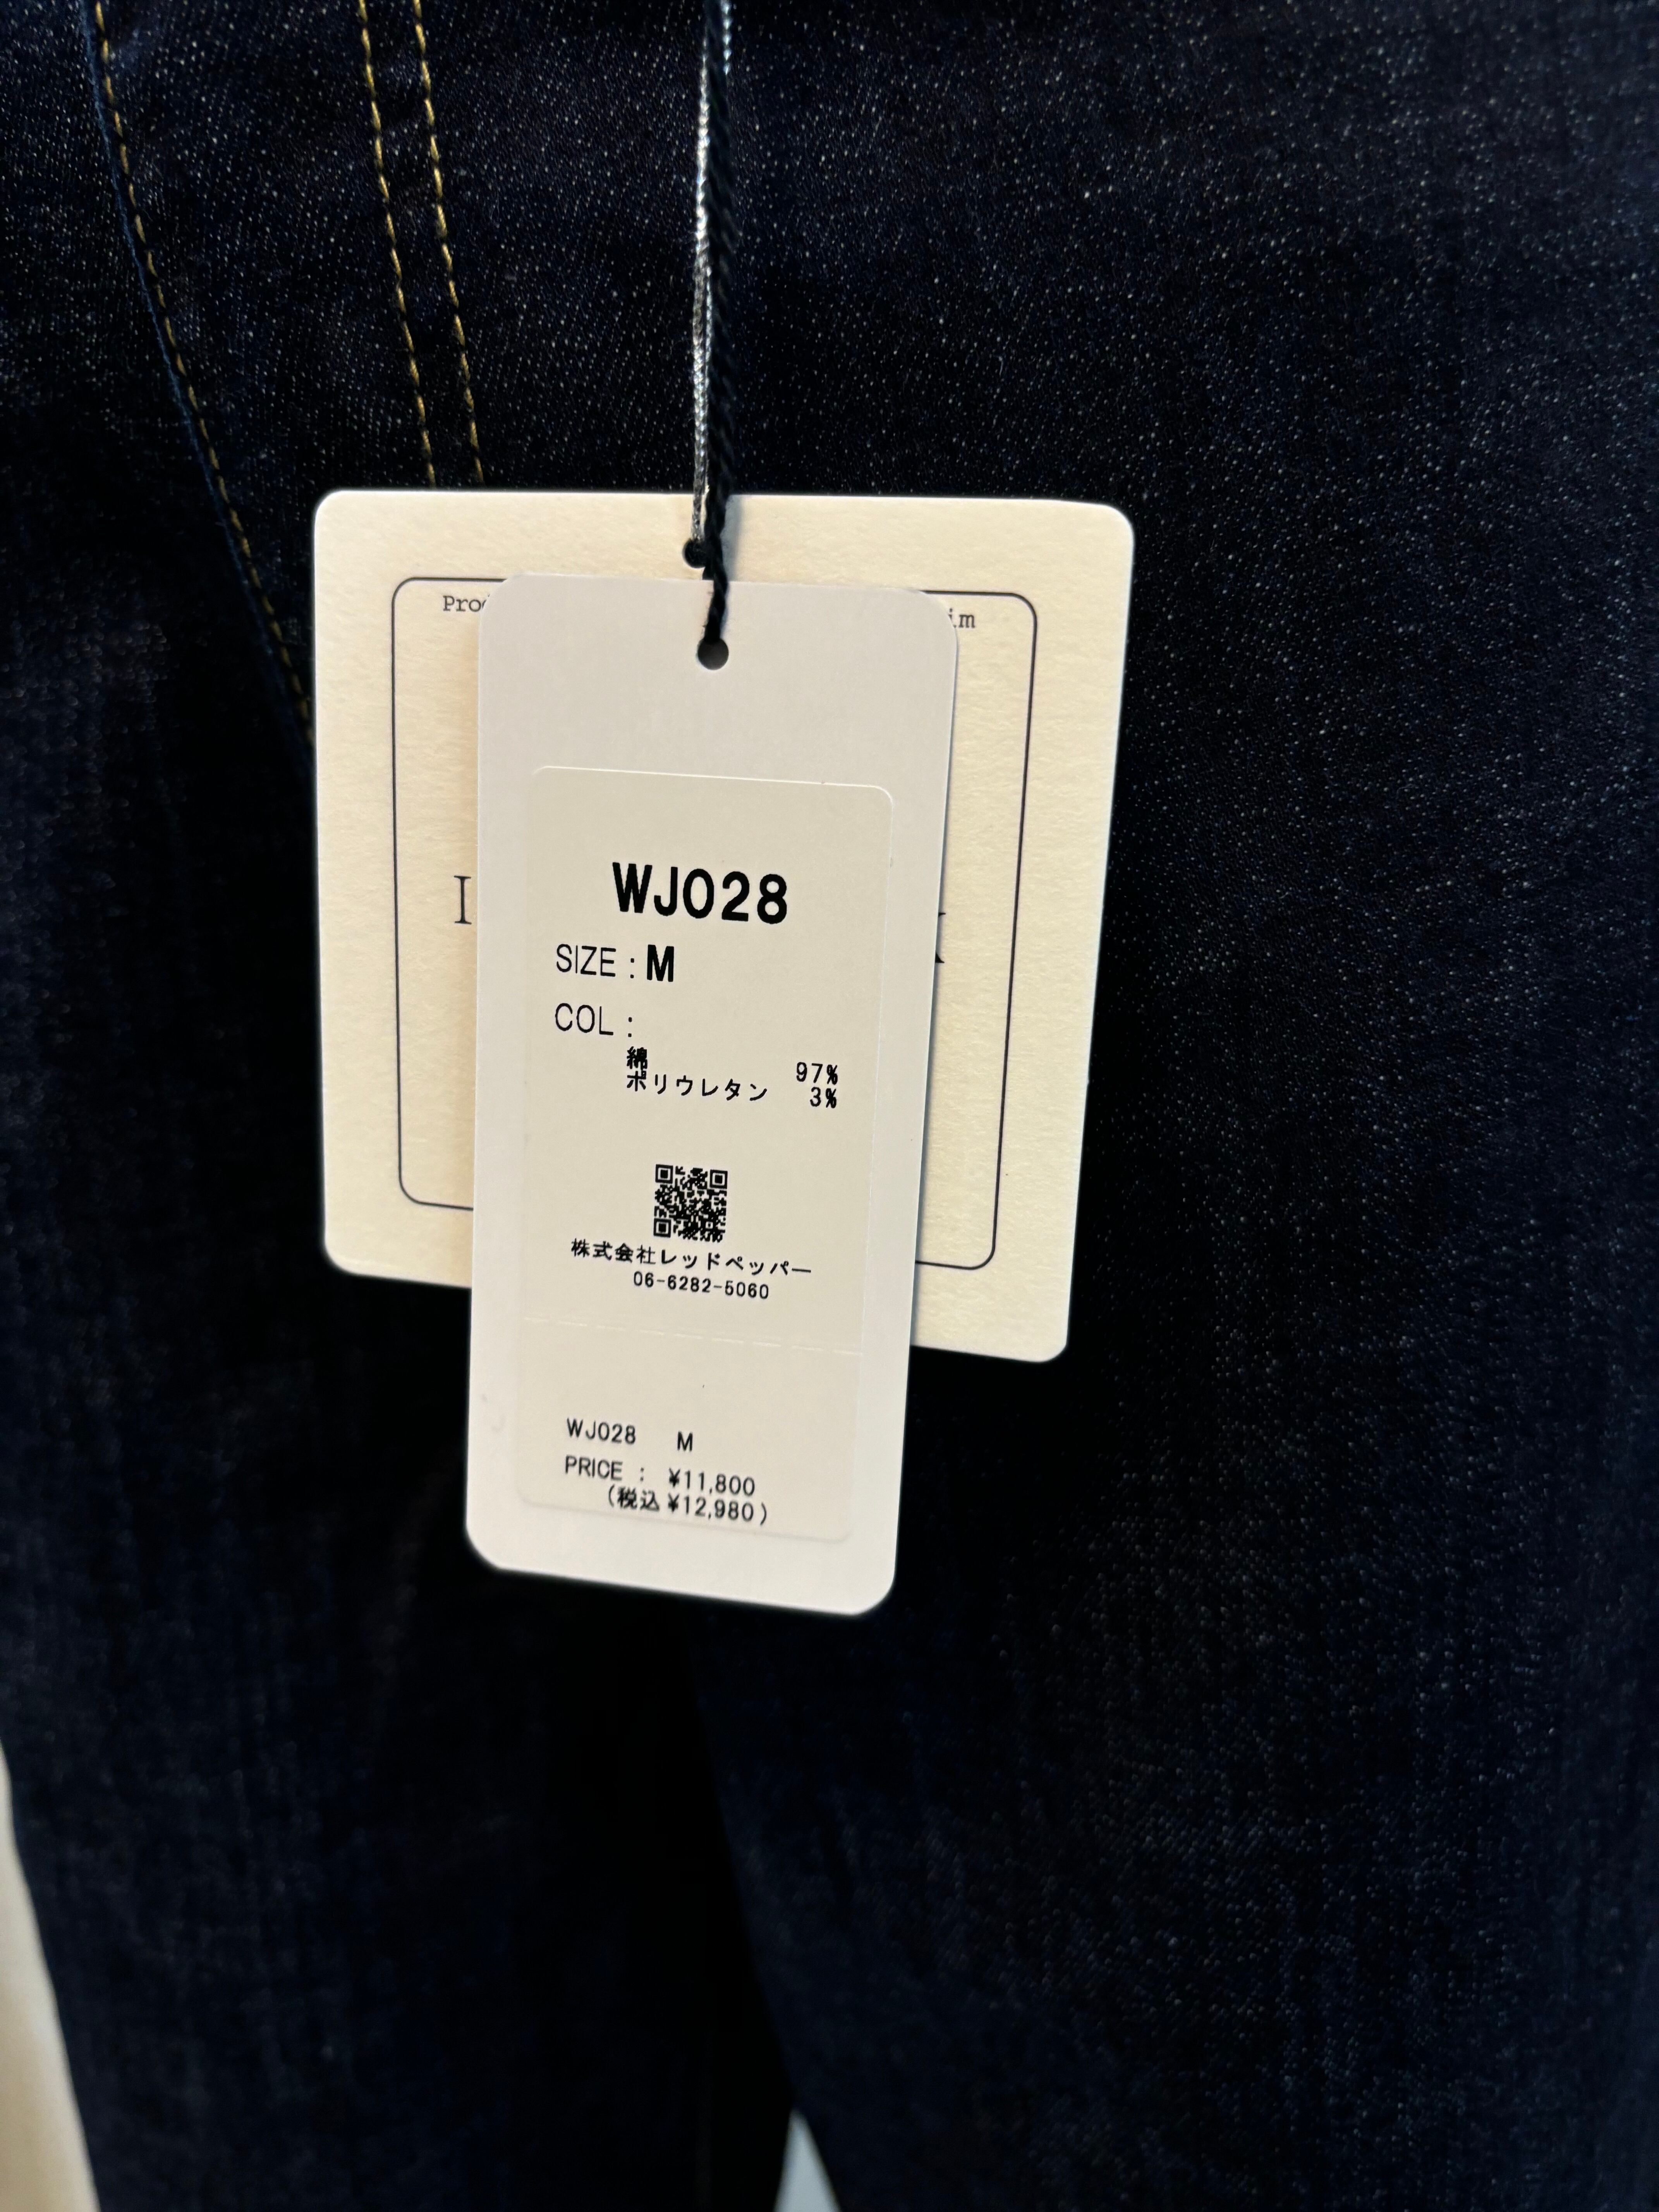 WJ028
SIZE : M
COL :
綿 97%
ポリウレタン 3%
株式会社レッドペッパー
06-6282-5060
WJ028 M
PRICE : ¥11,800
(税込 ¥12,980)